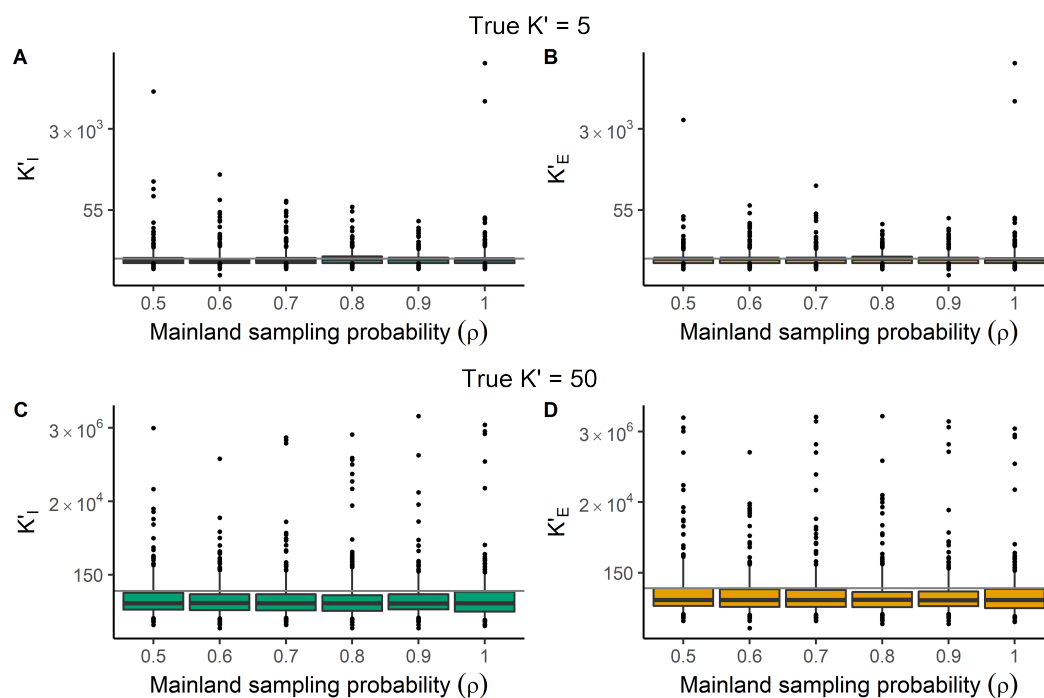 True K' = 5
A
B
3 × 10³
55
K'I
0.5 0.6 0.7 0.8 0.9 1
Mainland sampling probability (ρ)
3 × 10³
55
K'E
0.5 0.6 0.7 0.8 0.9 1
Mainland sampling probability (ρ)
True K' = 50
C
D
3 × 10⁶
2 × 10⁴
150
K'I
0.5 0.6 0.7 0.8 0.9 1
Mainland sampling probability (ρ)
3 × 10⁶
2 × 10⁴
150
K'E
0.5 0.6 0.7 0.8 0.9 1
Mainland sampling probability (ρ)